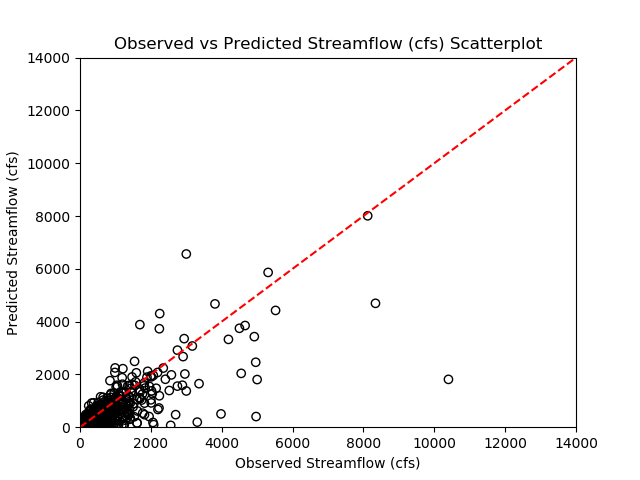 Observed vs Predicted Streamflow (cfs) Scatterplot
14000
12000
10000
8000
6000
4000
2000
0
Predicted Streamflow (cfs)
0 2000 4000 6000 8000 10000 12000 14000
Observed Streamflow (cfs)